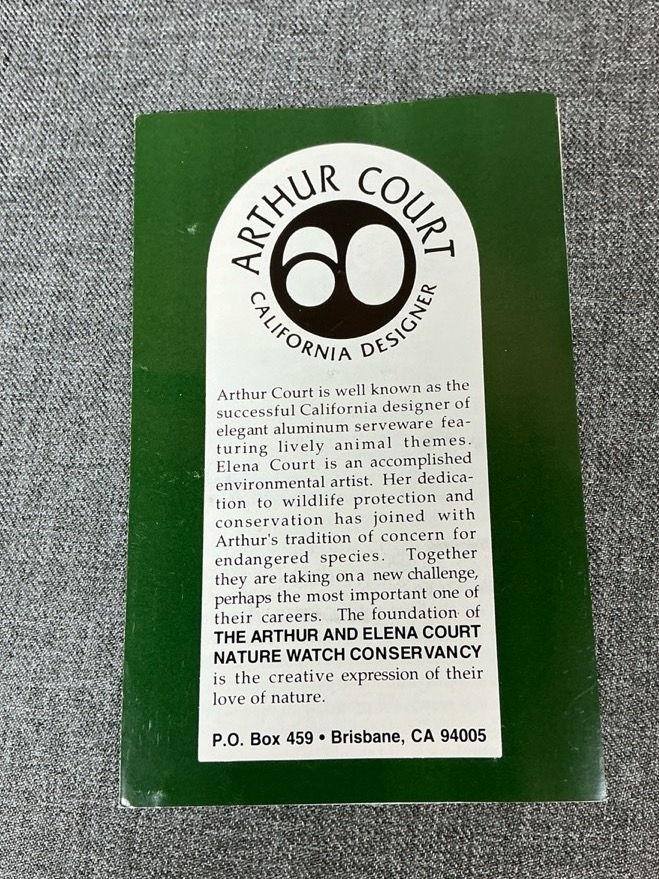 ARTHUR COURT
60
CALIFORNIA DESIGNER
Arthur Court is well known as the
successful California designer of
elegant aluminum serveware fea-
turing lively animal themes.
Elena Court is an accomplished
environmental artist. Her dedica-
tion to wildlife protection and
conservation has joined with
Arthur's tradition of concern for
endangered species. Together
they are taking on a new challenge,
perhaps the most important one of
their careers. The foundation of
THE ARTHUR AND ELENA COURT
NATURE WATCH CONSERVANCY
is the creative expression of their
love of nature.
P.O. Box 459 • Brisbane, CA 94005